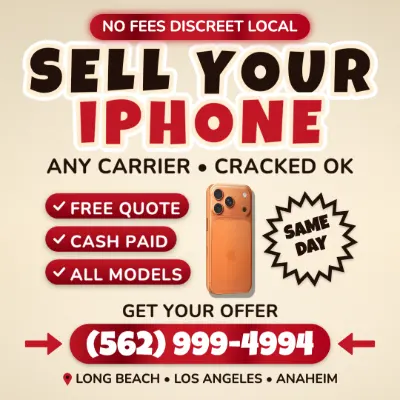 NO FEES DISCREET LOCAL
SELL YOUR
IPHONE
ANY CARRIER • CRACKED OK
✓ FREE QUOTE
✓ CASH PAID
✓ ALL MODELS
SAME
DAY
GET YOUR OFFER
(562) 999-4994
LONG BEACH • LOS ANGELES • ANAHEIM